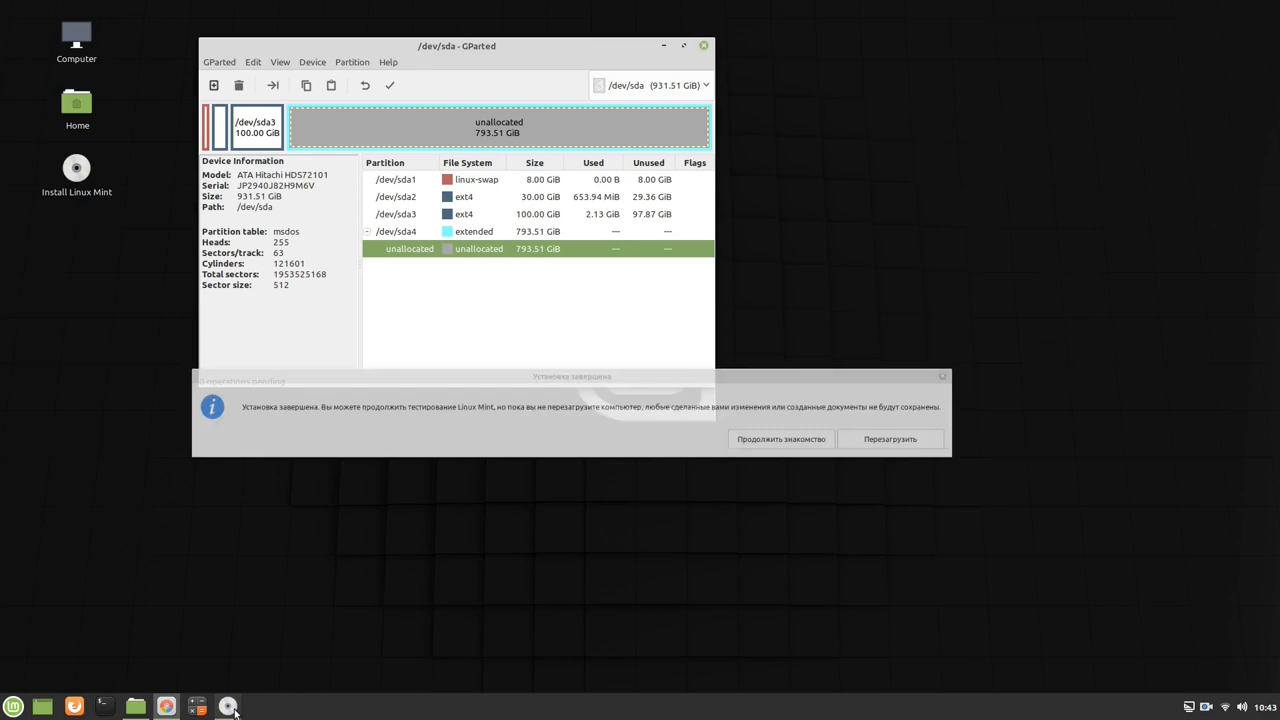 Computer
Home
Install Linux Mint
/dev/sda - GParted
GParted Edit View Device Partition Help
/dev/sda (931.51 GiB)
/dev/sda3
100.00 GiB
unallocated
793.51 GiB
Device Information
Model: ATA Hitachi HDS72101
Serial: JP2940J82H9M6V
Size: 931.51 GiB
Path: /dev/sda
Partition table: msdos
Heads: 255
Sectors/track: 63
Cylinders: 121601
Total sectors: 1953525168
Sector size: 512
Partition File System Size Used Unused Flags
/dev/sda1 linux-swap 8.00 GiB 0.00 B 8.00 GiB
/dev/sda2 ext4 30.00 GiB 653.94 MiB 29.36 GiB
/dev/sda3 ext4 100.00 GiB 2.13 GiB 97.87 GiB
/dev/sda4 extended 793.51 GiB --- ---
unallocated unallocated 793.51 GiB --- ---
0 operations pending
Установка завершена
Установка завершена. Вы можете продолжить тестирование Linux Mint, но пока вы не перезагрузите компьютер, любые сделанные вами изменения или созданные документы не будут сохранены.
Продолжить знакомство Перезагрузить
10:43